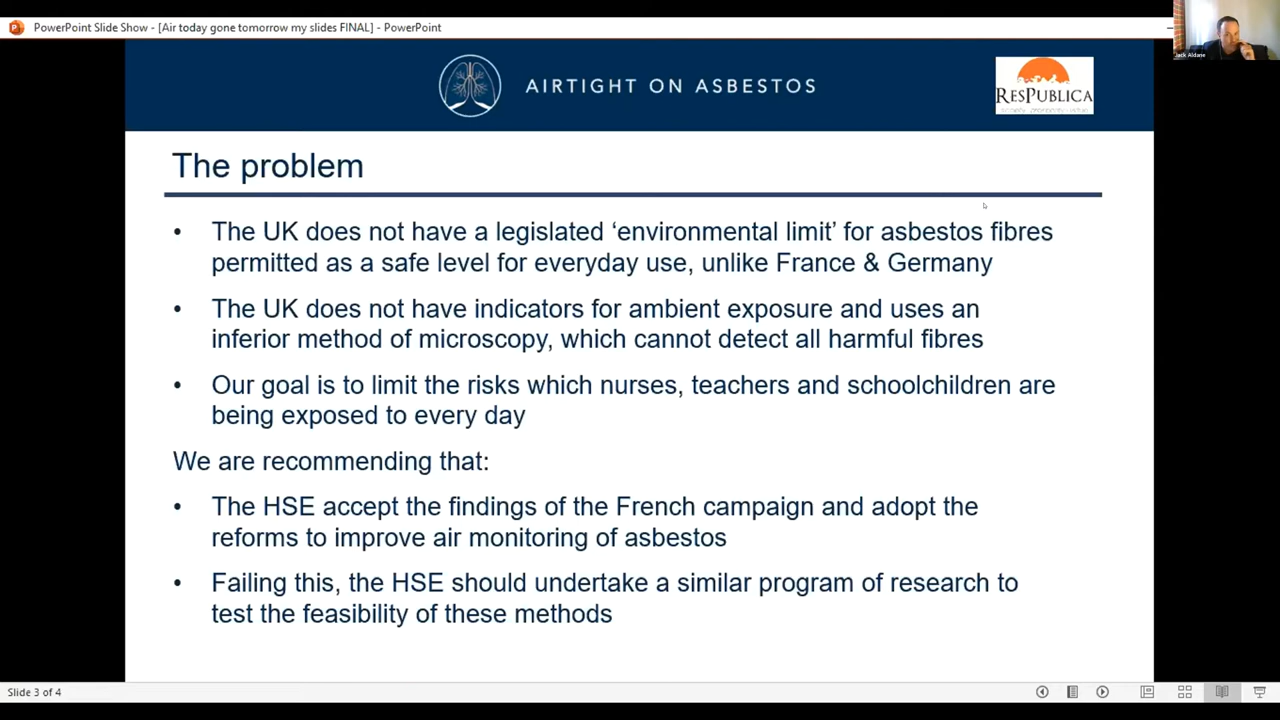 PowerPoint Slide Show - [Air today gone tomorrow my slides FINAL] - PowerPoint
Jack Aldane
AIRTIGHT ON ASBESTOS
RESPUBLICA
The problem
• The UK does not have a legislated ‘environmental limit’ for asbestos fibres
permitted as a safe level for everyday use, unlike France & Germany
• The UK does not have indicators for ambient exposure and uses an
inferior method of microscopy, which cannot detect all harmful fibres
• Our goal is to limit the risks which nurses, teachers and schoolchildren are
being exposed to every day
We are recommending that:
• The HSE accept the findings of the French campaign and adopt the
reforms to improve air monitoring of asbestos
• Failing this, the HSE should undertake a similar program of research to
test the feasibility of these methods
Slide 3 of 4